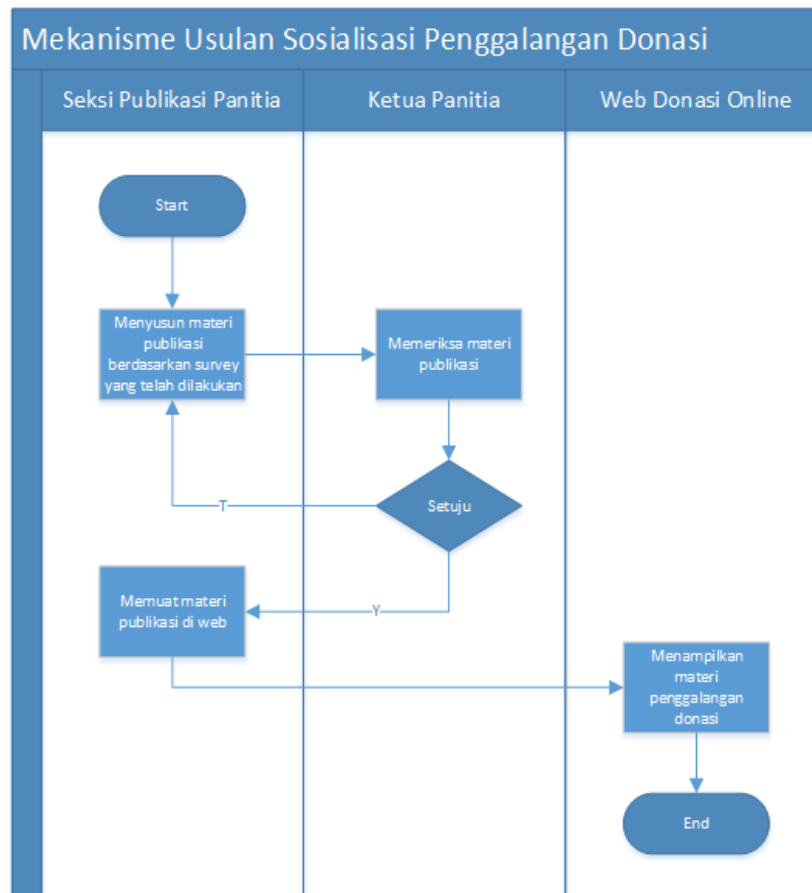 Mekanisme Usulan Sosialisasi Penggalangan Donasi
Seksi Publikasi Panitia
Ketua Panitia
Web Donasi Online
Start
Menyusun materi
publikasi
berdasarkan survey
yang telah dilakukan
Memeriksa materi
publikasi
Setuju
T
Y
Memuat materi
publikasi di web
Menampilkan
materi
penggalangan
donasi
End